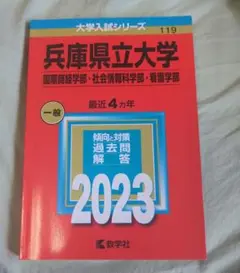 大学入試シリーズ
119
兵庫県立大学
国際商経学部・社会情報科学部・看護学部
最近4カ年
一般
傾向と対策
過去問
解答
2023
教学社